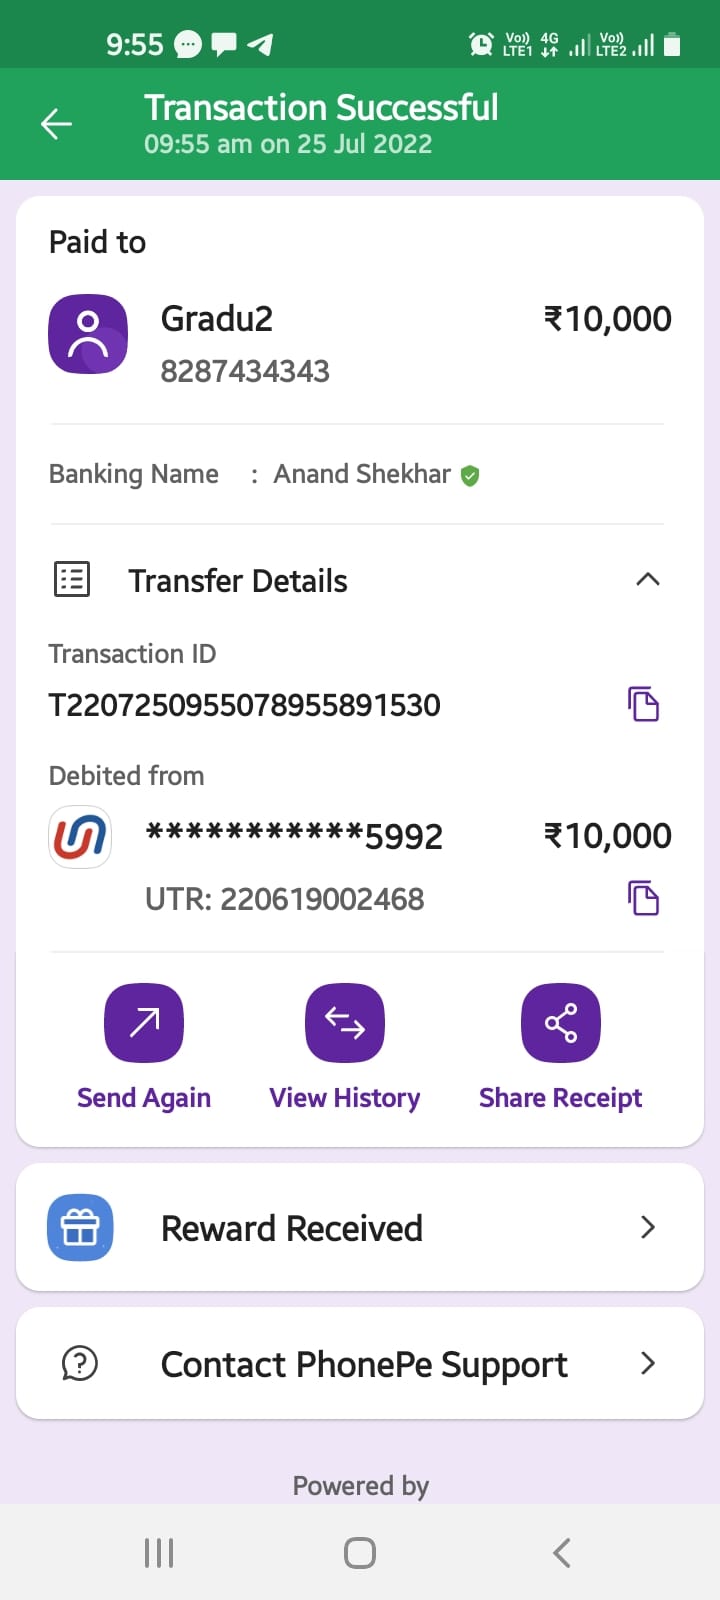 9:55
Vo)) 4G Vo))
LTE1 LTE2
Transaction Successful
09:55 am on 25 Jul 2022
Paid to
Gradu2 ₹10,000
8287434343
Banking Name : Anand Shekhar
Transfer Details
Transaction ID
T2207250955078955891530
Debited from
***********5992 ₹10,000
UTR: 220619002468
Send Again View History Share Receipt
Reward Received
Contact PhonePe Support
Powered by